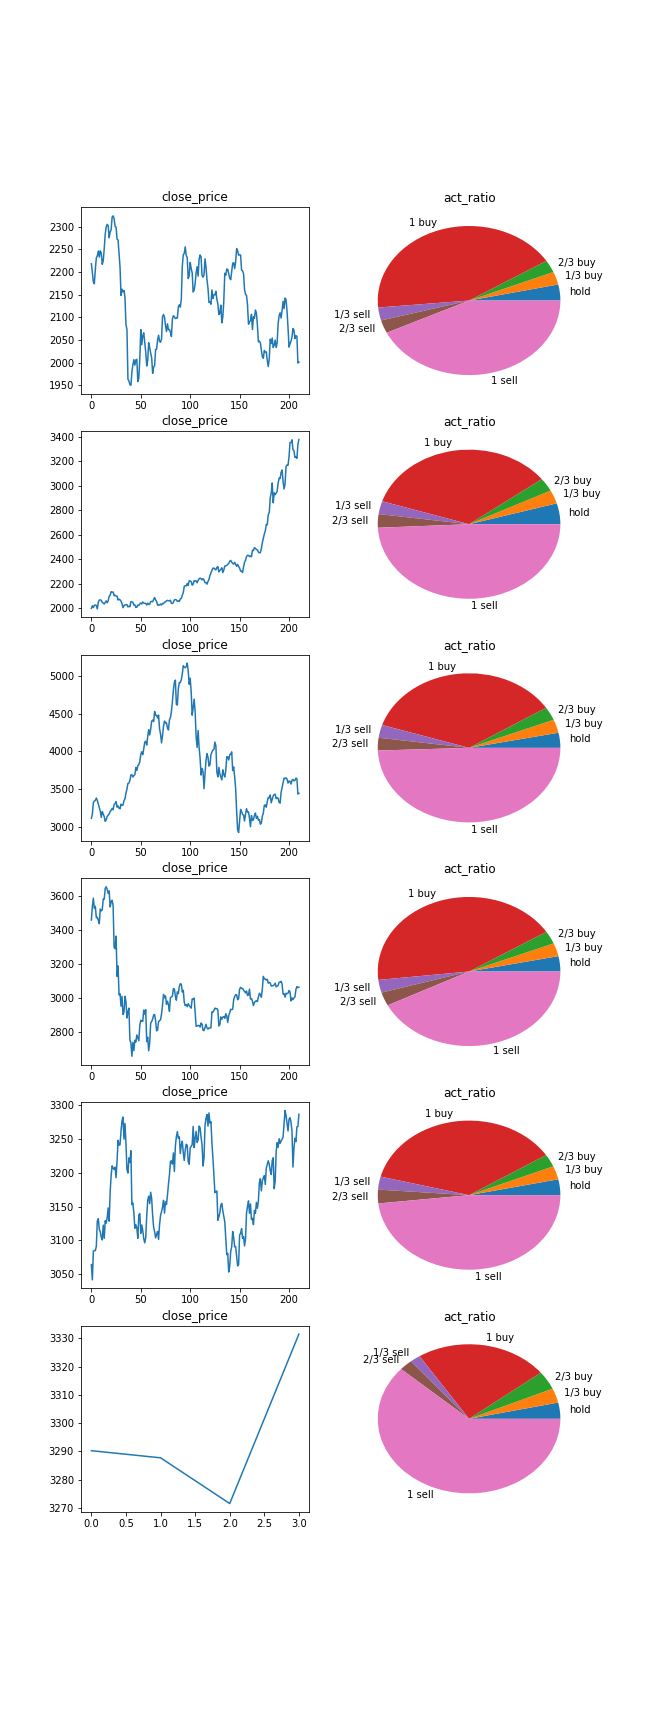 close_price
act_ratio
2300
2250
2200
2150
2100
2050
2000
1950
0 50 100 150 200
1 buy
2/3 buy
1/3 buy
hold
1/3 sell
2/3 sell
1 sell
close_price
act_ratio
3400
3200
3000
2800
2600
2400
2200
2000
0 50 100 150 200
1 buy
2/3 buy
1/3 buy
hold
1/3 sell
2/3 sell
1 sell
close_price
act_ratio
5000
4500
4000
3500
3000
0 50 100 150 200
1 buy
2/3 buy
1/3 buy
hold
1/3 sell
2/3 sell
1 sell
close_price
act_ratio
3600
3400
3200
3000
2800
0 50 100 150 200
1 buy
2/3 buy
1/3 buy
hold
1/3 sell
2/3 sell
1 sell
close_price
act_ratio
3300
3250
3200
3150
3100
3050
0 50 100 150 200
1 buy
2/3 buy
1/3 buy
hold
1/3 sell
2/3 sell
1 sell
close_price
act_ratio
3330
3320
3310
3300
3290
3280
3270
0.0 0.5 1.0 1.5 2.0 2.5 3.0
1 buy
1/3 sell
2/3 sell
2/3 buy
1/3 buy
hold
1 sell